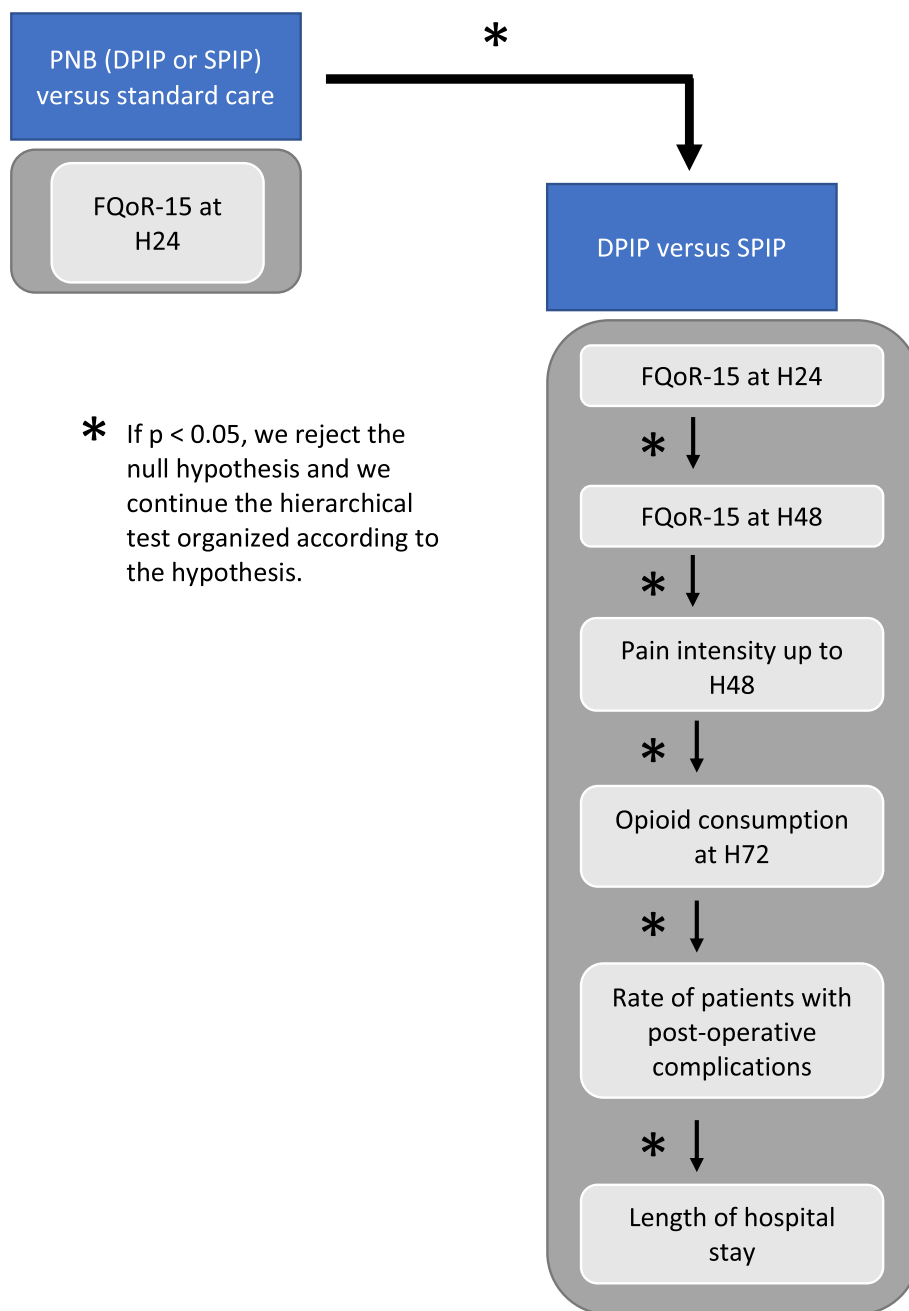 PNB (DPIP or SPIP)
versus standard care
*
FQoR-15 at
H24
DPIP versus SPIP
FQoR-15 at H24
*
FQoR-15 at H48
*
Pain intensity up to
H48
*
Opioid consumption
at H72
*
Rate of patients with
post-operative
complications
*
Length of hospital
stay
* If p < 0.05, we reject the
null hypothesis and we
continue the hierarchical
test organized according to
the hypothesis.